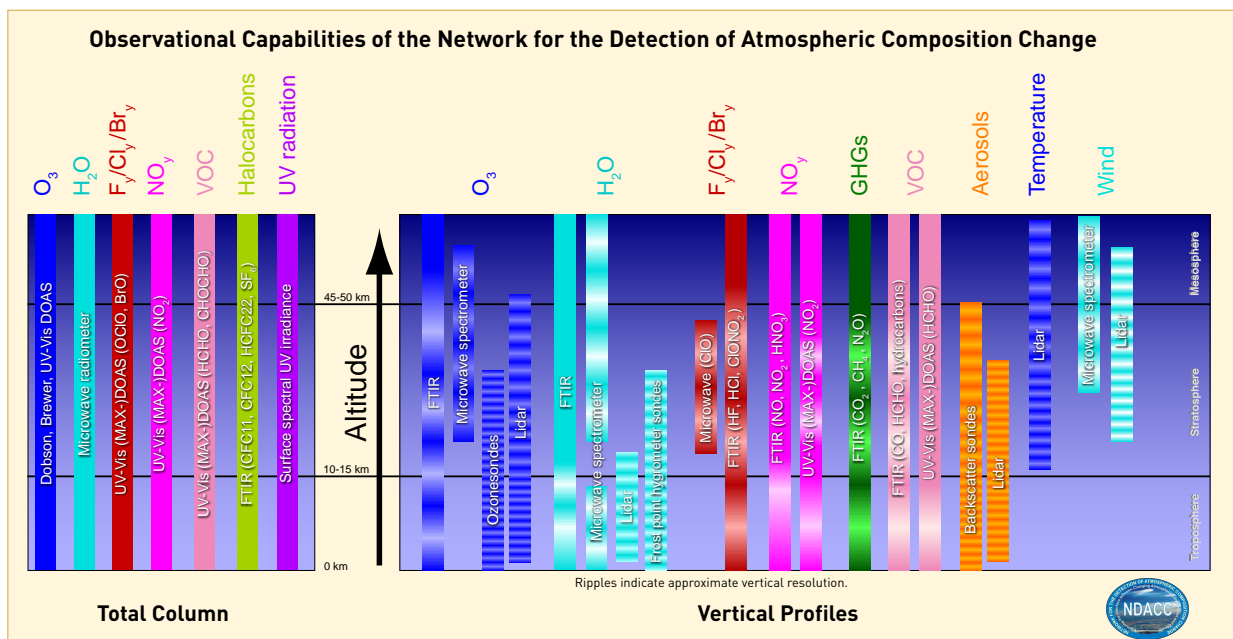 Observational Capabilities of the Network for the Detection of Atmospheric Composition Change
O₃
H₂O
Fy/Cly/Bry
NOy
VOC
Halocarbons
UV radiation
O₃
H₂O
Fy/Cly/Bry
NOy
GHGs
VOC
Aerosols
Temperature
Wind
Dobson, Brewer, UV-Vis DOAS
Microwave radiometer
UV-Vis (MAX-)DOAS (OClO, BrO)
UV-Vis (MAX-)DOAS (NO₂)
UV-Vis (MAX-)DOAS (HCHO, CHOCHO)
FTIR (CFC11, CFC12, HCFC22, SF₆)
Surface spectral UV irradiance
45-50 km
10-15 km
0 km
Altitude
FTIR
Microwave spectrometer
Ozonesondes
Lidar
FTIR
Microwave spectrometer
Lidar
Frost point hygrometer sondes
Microwave (ClO)
FTIR (HF, HCl, ClONO₂)
FTIR (NO, NO₂, HNO₃)
UV-Vis (MAX-)DOAS (NO₂)
FTIR (CO₂, CH₄, N₂O)
FTIR (CO, HCHO, hydrocarbons)
UV-Vis (MAX-)DOAS (HCHO)
Backscatter sondes
Lidar
Lidar
Microwave spectrometer
Lidar
Mesosphere
Stratosphere
Troposphere
Ripples indicate approximate vertical resolution.
Total Column
Vertical Profiles
NDACC